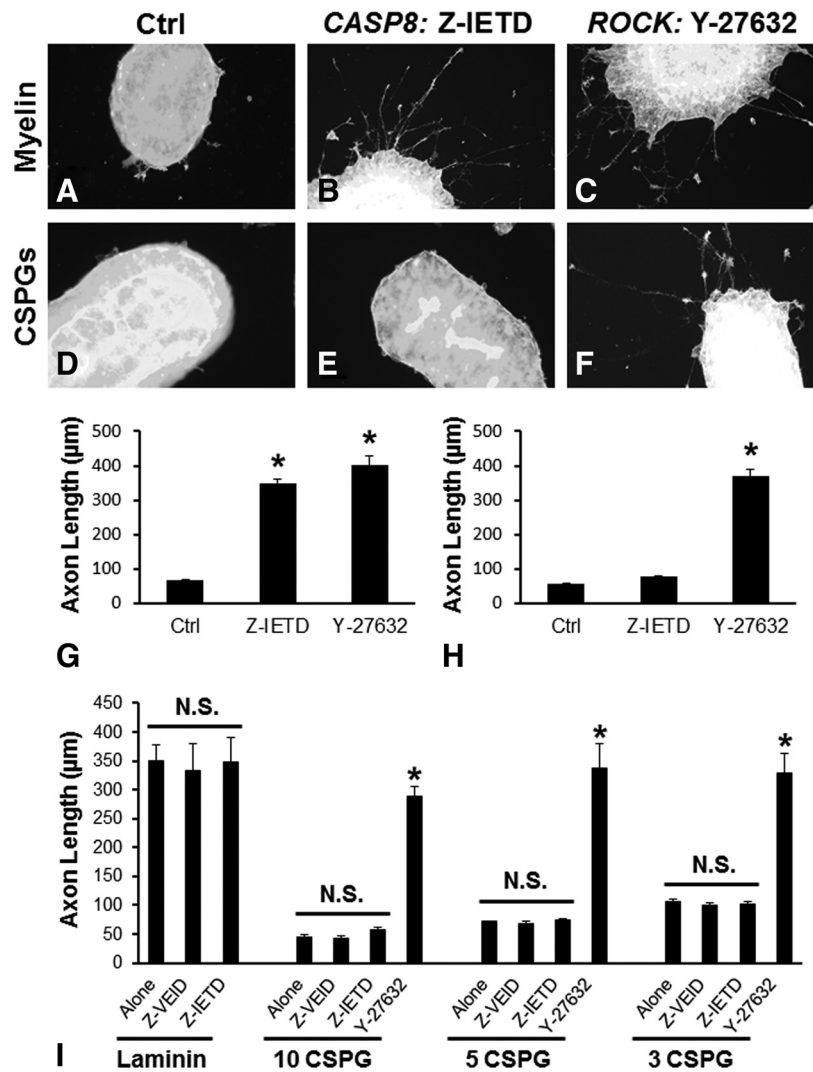 Ctrl
CASP8: Z-IETD
ROCK: Y-27632
Myelin
A
B
C
CSPGs
D
E
F
Axon Length (µm)
500
400
300
200
100
0
*
*
Ctrl
Z-IETD
Y-27632
G
Axon Length (µm)
500
400
300
200
100
0
*
Ctrl
Z-IETD
Y-27632
H
Axon Length (µm)
450
400
350
300
250
200
150
100
50
0
N.S.
N.S.
*
N.S.
*
N.S.
*
Alone
Z-VEID
Z-IETD
Alone
Z-VEID
Z-IETD
Y-27632
Alone
Z-VEID
Z-IETD
Y-27632
Alone
Z-VEID
Z-IETD
Y-27632
I
Laminin
10 CSPG
5 CSPG
3 CSPG